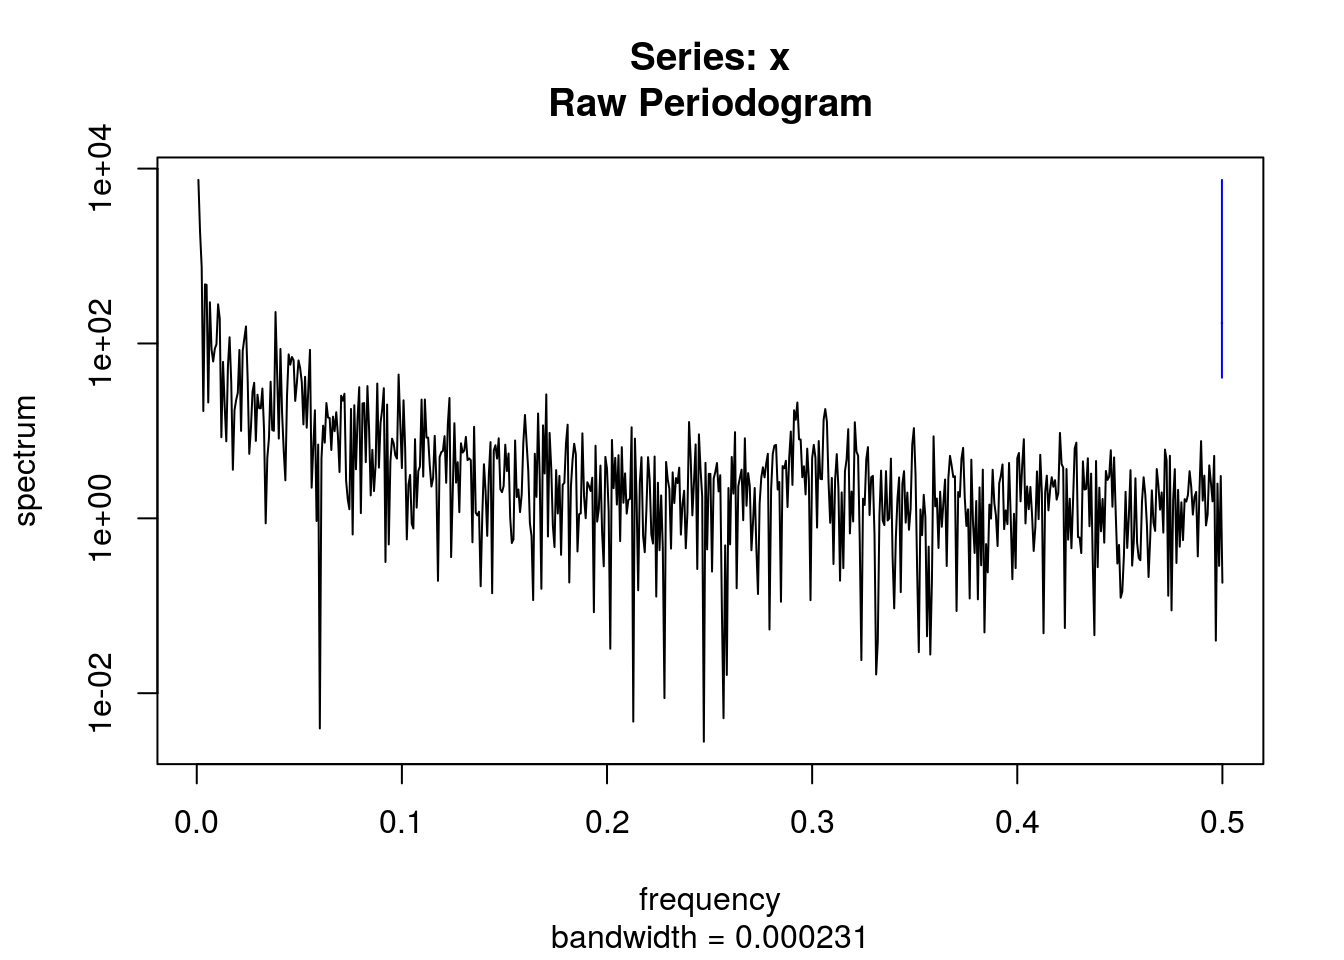 Series: x
Raw Periodogram
1e+04
1e+02
1e+00
1e-02
spectrum
0.0 0.1 0.2 0.3 0.4 0.5
frequency
bandwidth = 0.000231